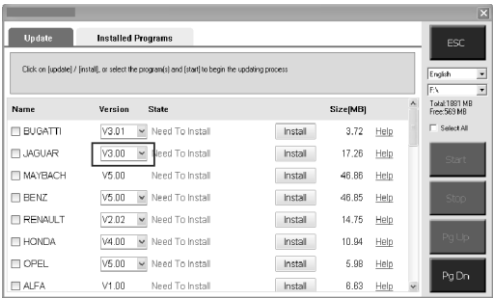 Update Installed Programs
ESC
Click on [update] / [install], or select the program(s) and [start] to begin the updating process
English
F:\
Total:1881 MB
Free:569 MB
Select All
Name Version State Size(MB)
BUGATTI V3.01 Need To Install Install 3.72 Help
JAGUAR V3.00 Need To Install Install 17.26 Help
MAYBACH V5.00 Need To Install Install 46.86 Help
BENZ V5.00 Need To Install Install 46.85 Help
RENAULT V2.02 Need To Install Install 14.75 Help
HONDA V4.00 Need To Install Install 10.94 Help
OPEL V5.00 Need To Install Install 5.98 Help
ALFA V1.00 Need To Install Install 6.63 Help
Start
Stop
Pg Up
Pg Dn